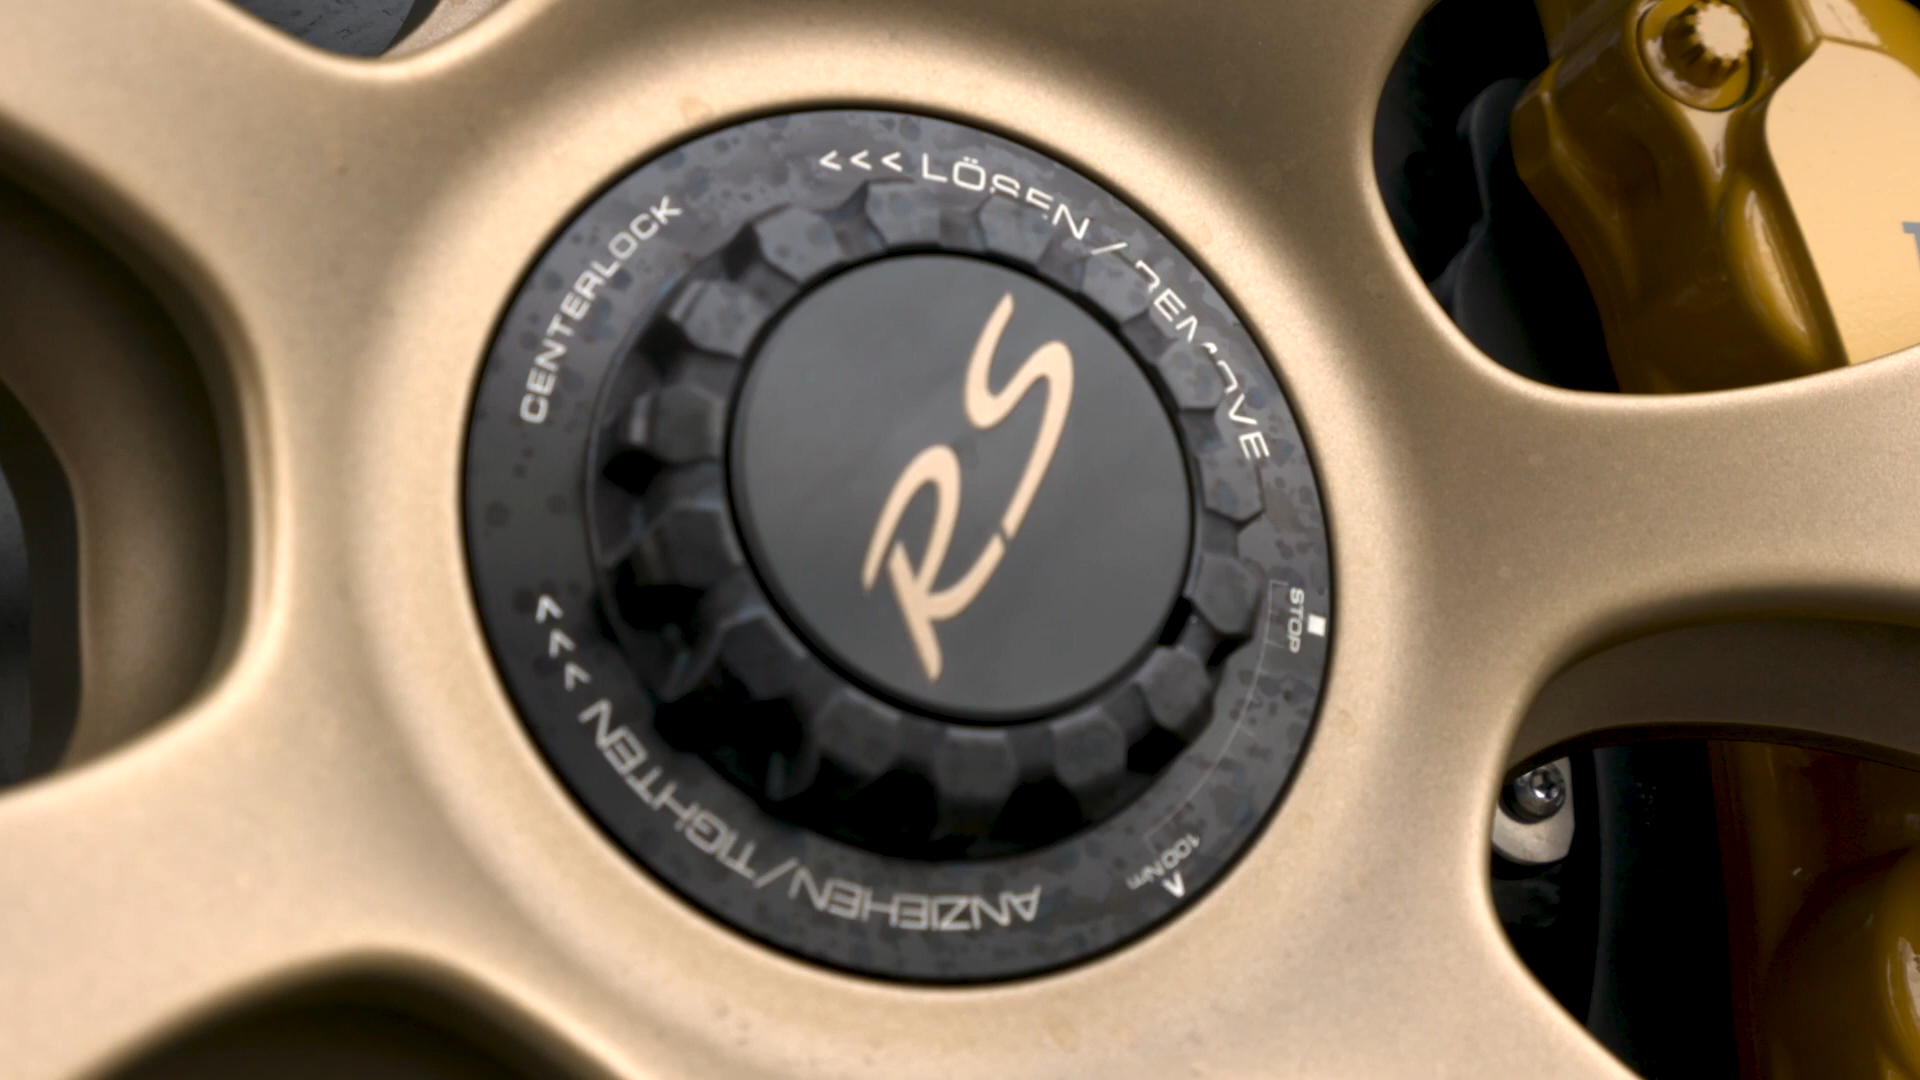 CENTERLOCK
<<< LÖSEN / REMOVE
RS
STOP
100Nm
ANZIEHEN/TIGHTEN >>>